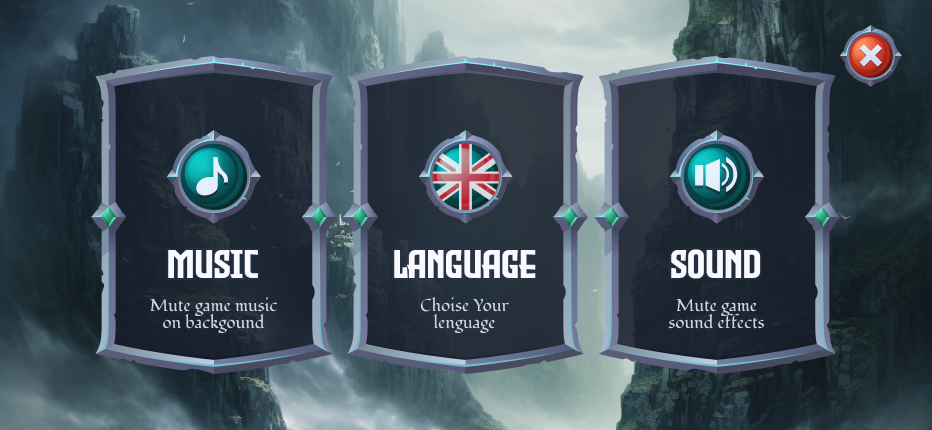 MUSIC
Mute game music
on backgound
LANGUAGE
Choise Your
lenguage
SOUND
Mute game
sound effects